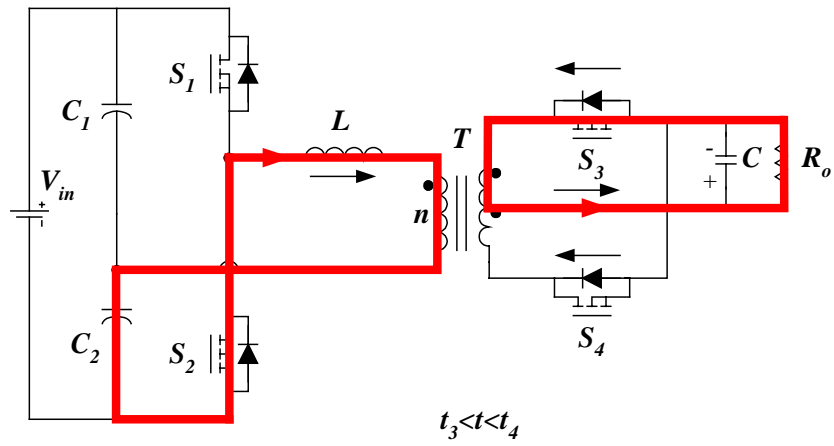 S1
C1
L
T
S3
-
C
+
Ro
Vin
+
-
n
C2
S2
S4
t3<t<t4